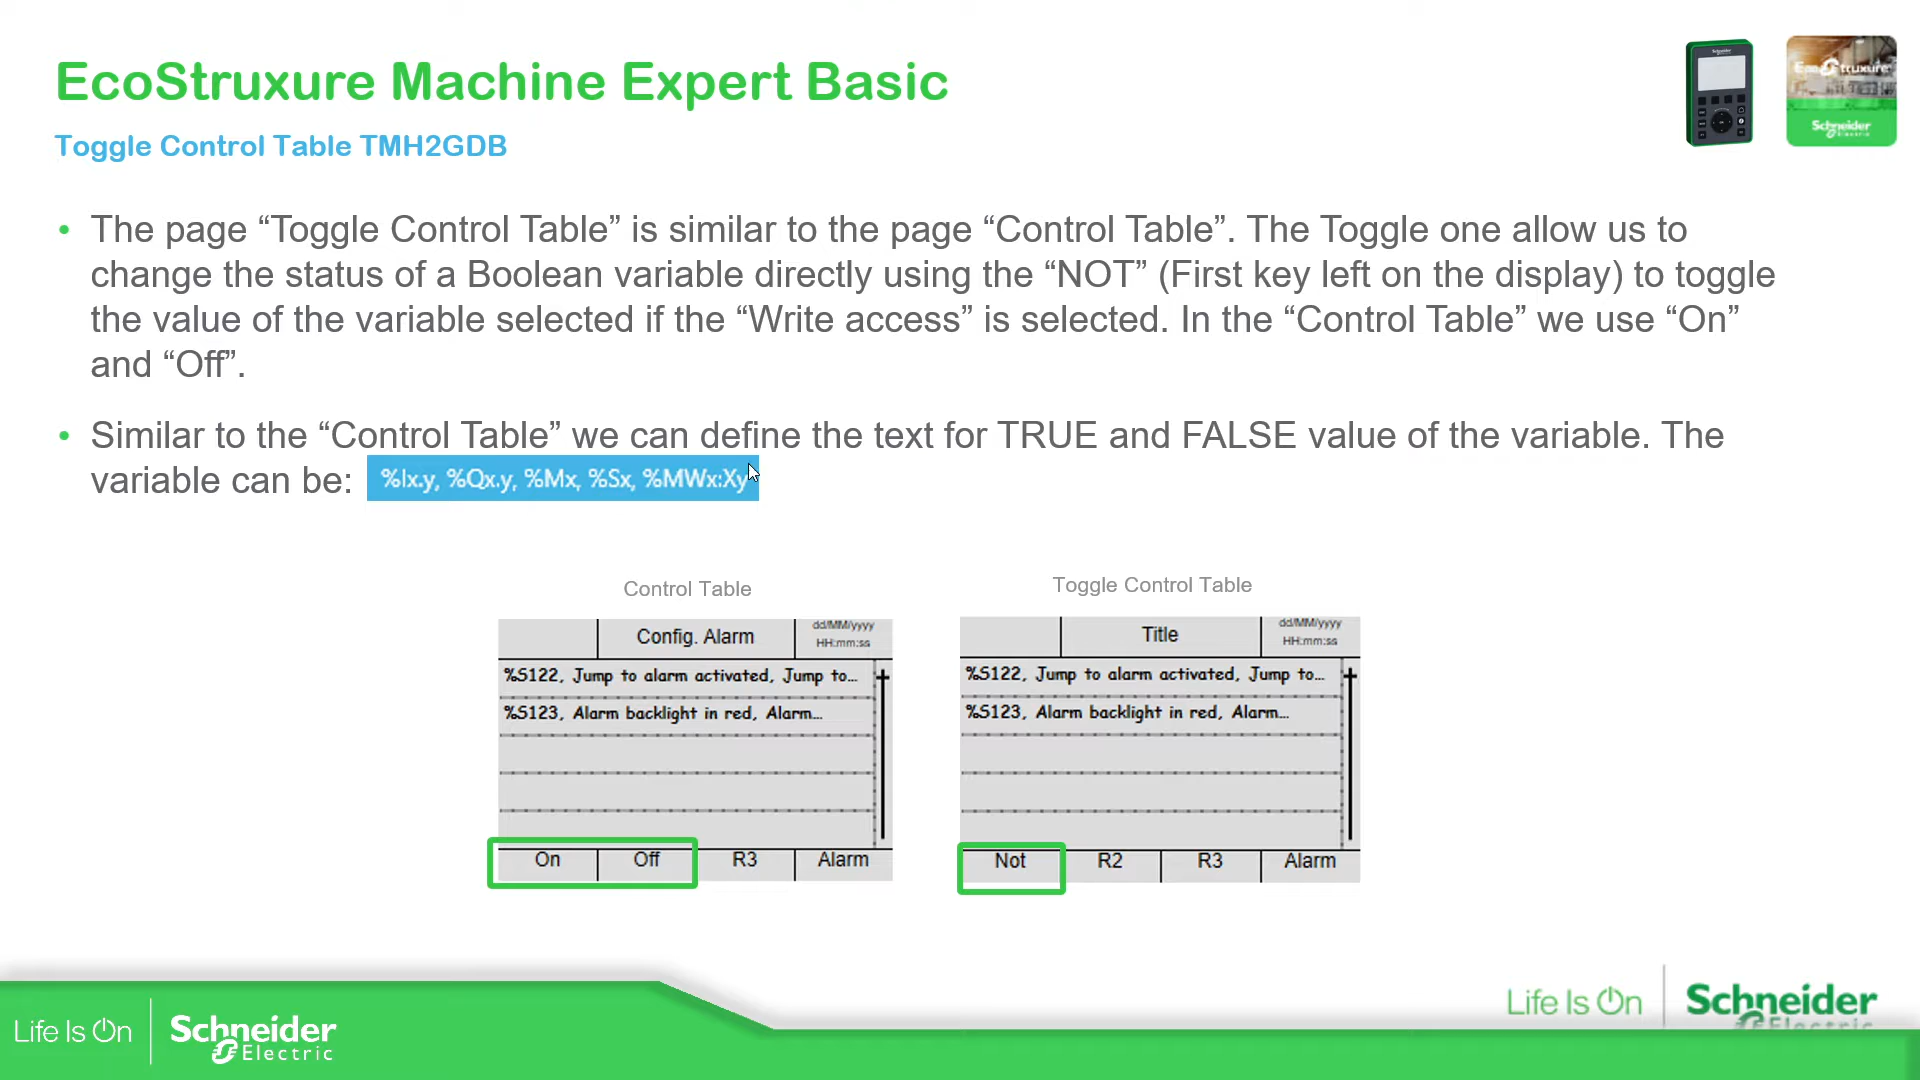 EcoStruxure Machine Expert Basic
Toggle Control Table TMH2GDB
Schneider
EcoStruxure
Schneider
Electric
• The page “Toggle Control Table” is similar to the page “Control Table”. The Toggle one allow us to
change the status of a Boolean variable directly using the “NOT” (First key left on the display) to toggle
the value of the variable selected if the “Write access” is selected. In the “Control Table” we use “On”
and “Off”.
• Similar to the “Control Table” we can define the text for TRUE and FALSE value of the variable. The
variable can be: %Ix.y, %Qx.y, %Mx, %Sx, %MWx:Xy
Control Table
Config. Alarm
dd/MM/yyyy
HH:mm:ss
%S122, Jump to alarm activated, Jump to...
%S123, Alarm backlight in red, Alarm...
On Off R3 Alarm
Toggle Control Table
Title
dd/MM/yyyy
HH:mm:ss
%S122, Jump to alarm activated, Jump to...
%S123, Alarm backlight in red, Alarm...
Not R2 R3 Alarm
Life Is On
Schneider
Electric
Life Is On
Schneider
Electric